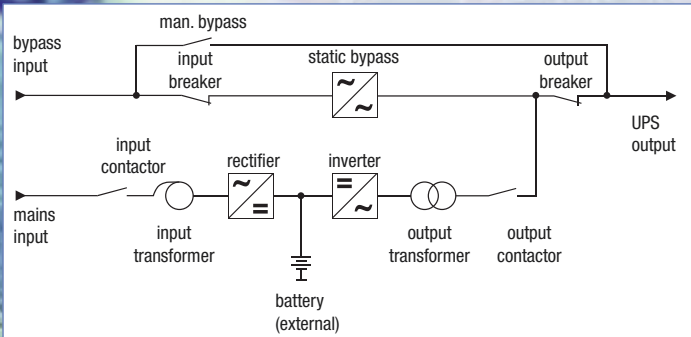 man. bypass
bypass
input
input
breaker
static bypass
output
breaker
UPS
output
input
contactor
rectifier
inverter
mains
input
input
transformer
output
transformer
output
contactor
battery
(external)